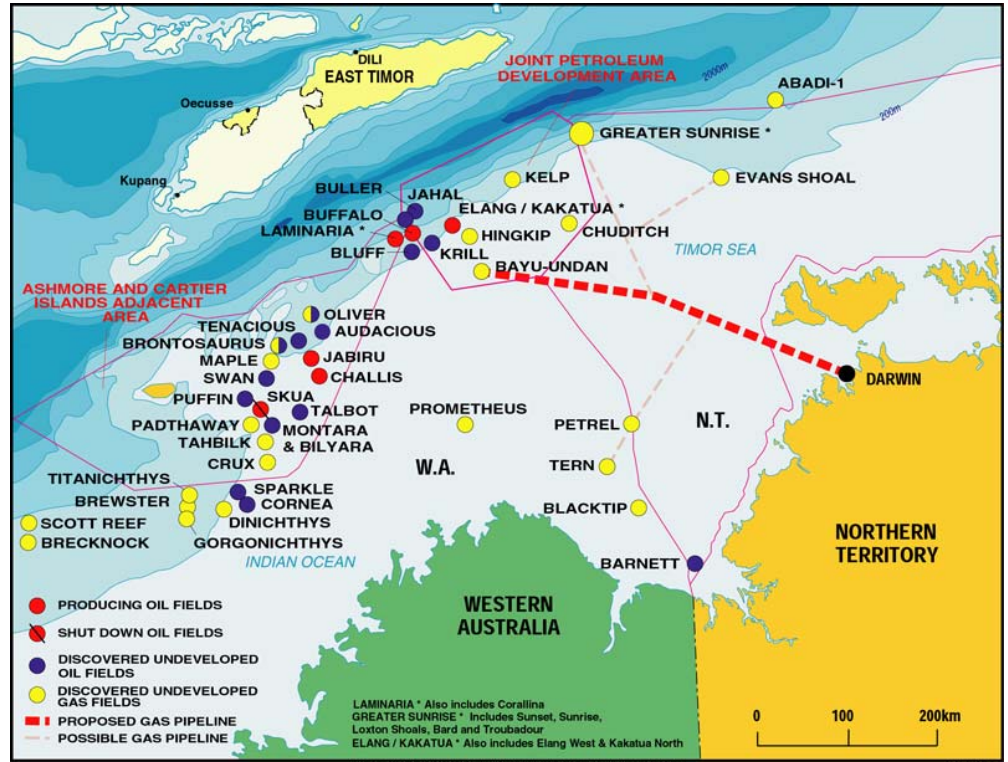 DILI
EAST TIMOR
Oecusse
Kupang
JOINT PETROLEUM
DEVELOPMENT AREA
2000m
200m
ABADI-1
GREATER SUNRISE *
KELP
EVANS SHOAL
BULLER
JAHAL
BUFFALO
ELANG / KAKATUA *
LAMINARIA *
HINGKIP
CHUDITCH
BLUFF
KRILL
TIMOR SEA
BAYU-UNDAN
ASHMORE AND CARTIER
ISLANDS ADJACENT
AREA
OLIVER
TENACIOUS
AUDACIOUS
BRONTOSAURUS
MAPLE
JABIRU
SWAN
CHALLIS
DARWIN
PUFFIN
SKUA
TALBOT
PROMETHEUS
PETREL
N.T.
PADTHAWAY
MONTARA
& BILYARA
TAHBILK
CRUX
W.A.
TERN
TITANICHTHYS
SPARKLE
BREWSTER
CORNEA
BLACKTIP
SCOTT REEF
DINICHTHYS
BRECKNOCK
GORGONICHTHYS
NORTHERN
TERRITORY
INDIAN OCEAN
BARNETT
WESTERN
AUSTRALIA
PRODUCING OIL FIELDS
SHUT DOWN OIL FIELDS
DISCOVERED UNDEVELOPED
OIL FIELDS
DISCOVERED UNDEVELOPED
GAS FIELDS
PROPOSED GAS PIPELINE
POSSIBLE GAS PIPELINE
LAMINARIA * Also includes Corallina
GREATER SUNRISE * Includes Sunset, Sunrise,
Loxton Shoals, Bard and Troubadour
ELANG / KAKATUA * Also includes Elang West & Kakatua North
0 100 200km